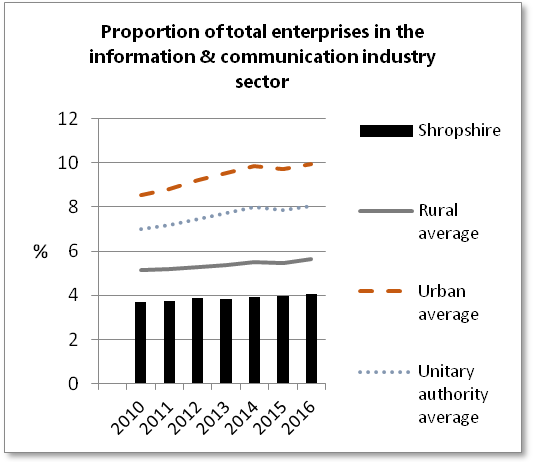 Proportion of total enterprises in the
information & communication industry
sector
12
10
8
6
4
2
0
%
2010
2011
2012
2013
2014
2015
2016
Shropshire
Rural
average
Urban
average
Unitary
authority
average